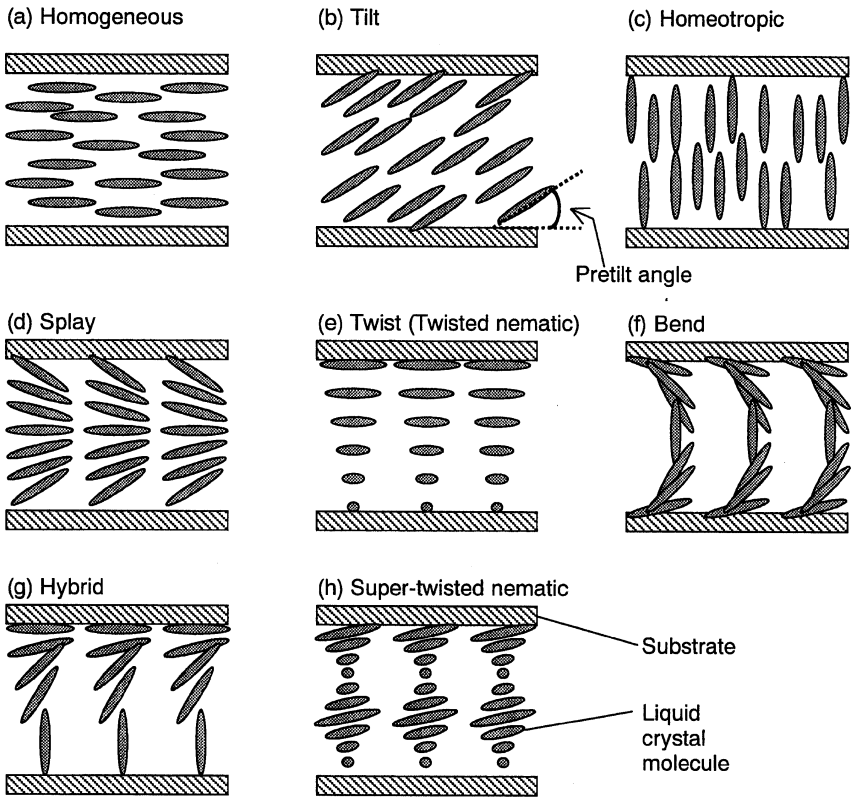 (a) Homogeneous
(b) Tilt
(c) Homeotropic
Pretilt angle
(d) Splay
(e) Twist (Twisted nematic)
(f) Bend
(g) Hybrid
(h) Super-twisted nematic
Substrate
Liquid
crystal
molecule